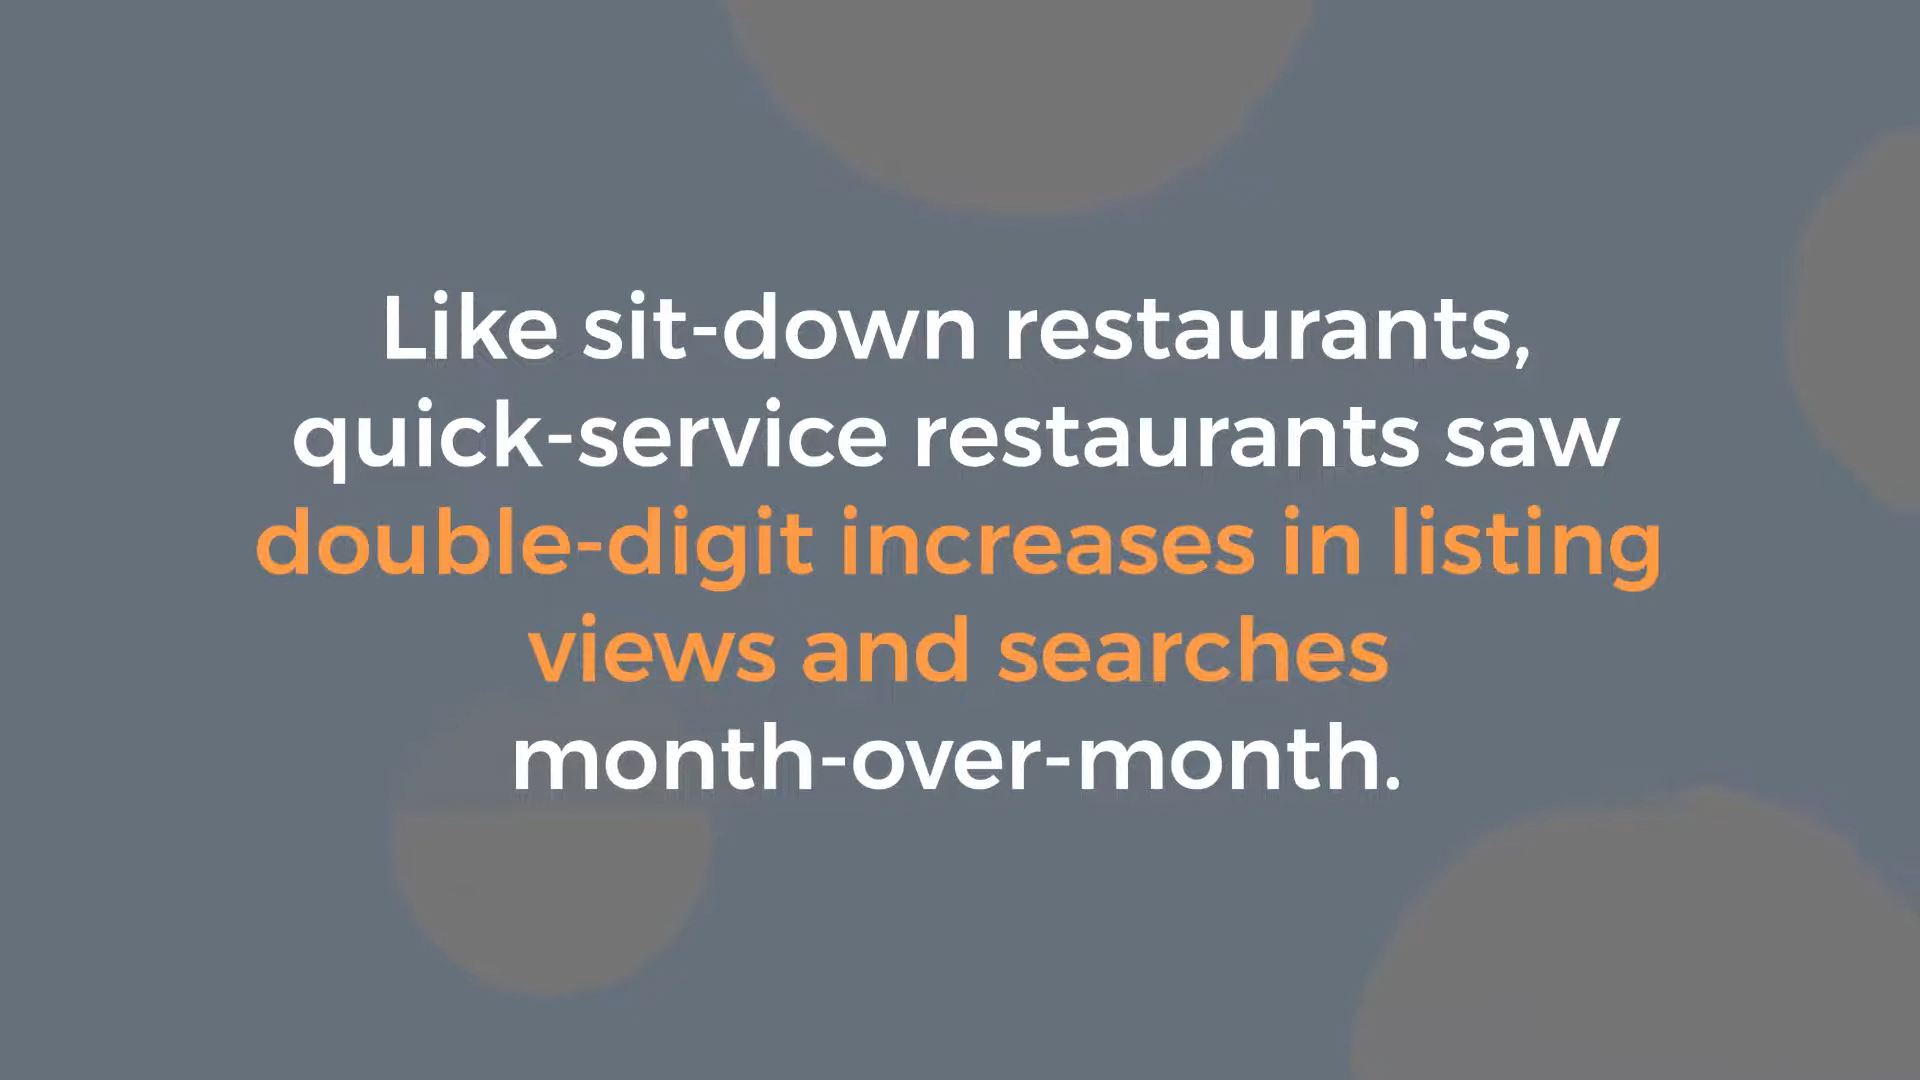 Like sit-down restaurants,
quick-service restaurants saw
double-digit increases in listing
views and searches
month-over-month.